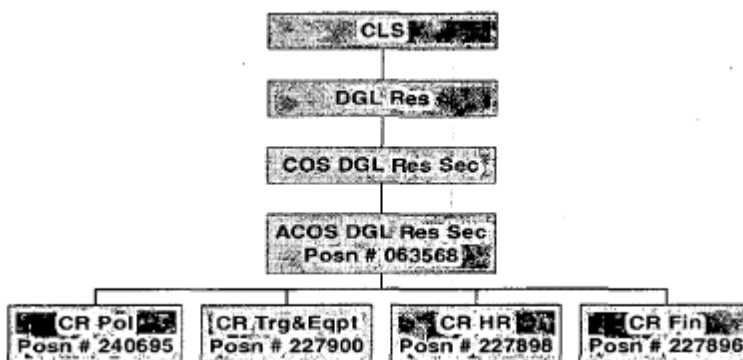 CLS
DGL Res
COS DGL Res Sec
ACOS DGL Res Sec
Posn # 063568
CR Pol
Posn # 240695
CR Trg&Eqpt
Posn # 227900
CR HR
Posn # 227898
CR Fin
Posn # 227896